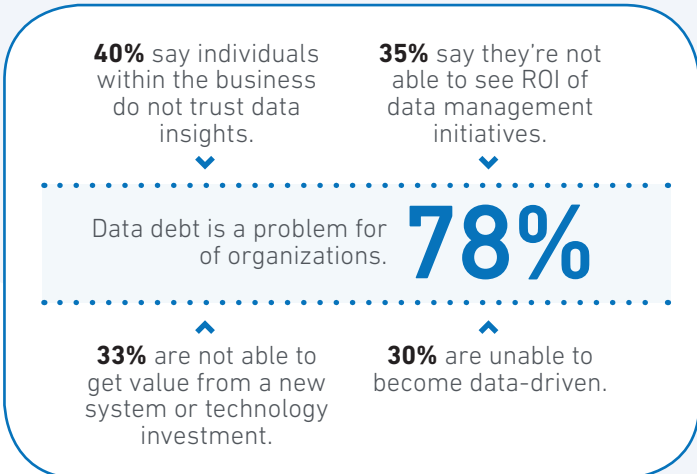 40% say individuals
within the business
do not trust data
insights.
35% say they're not
able to see ROI of
data management
initiatives.
Data debt is a problem for
of organizations.
78%
33% are not able to
get value from a new
system or technology
investment.
30% are unable to
become data-driven.